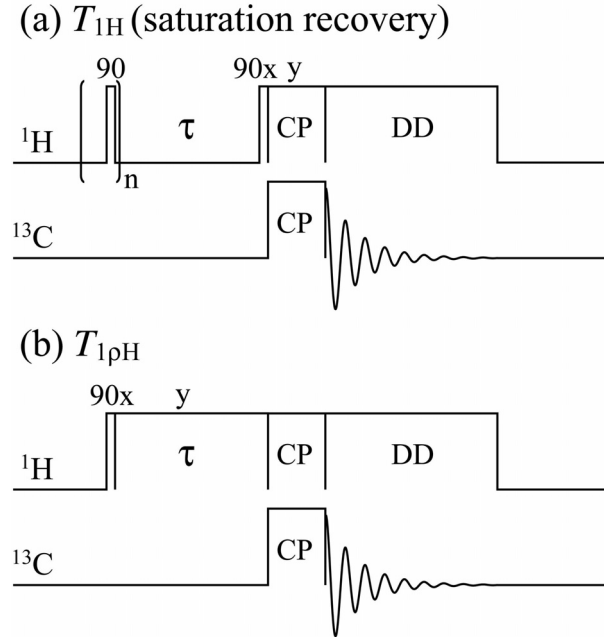 (a) T1H (saturation recovery)
90 90x y
1H τ CP DD
n
13C CP
(b) T1ρH
90x y
1H τ CP DD
13C CP